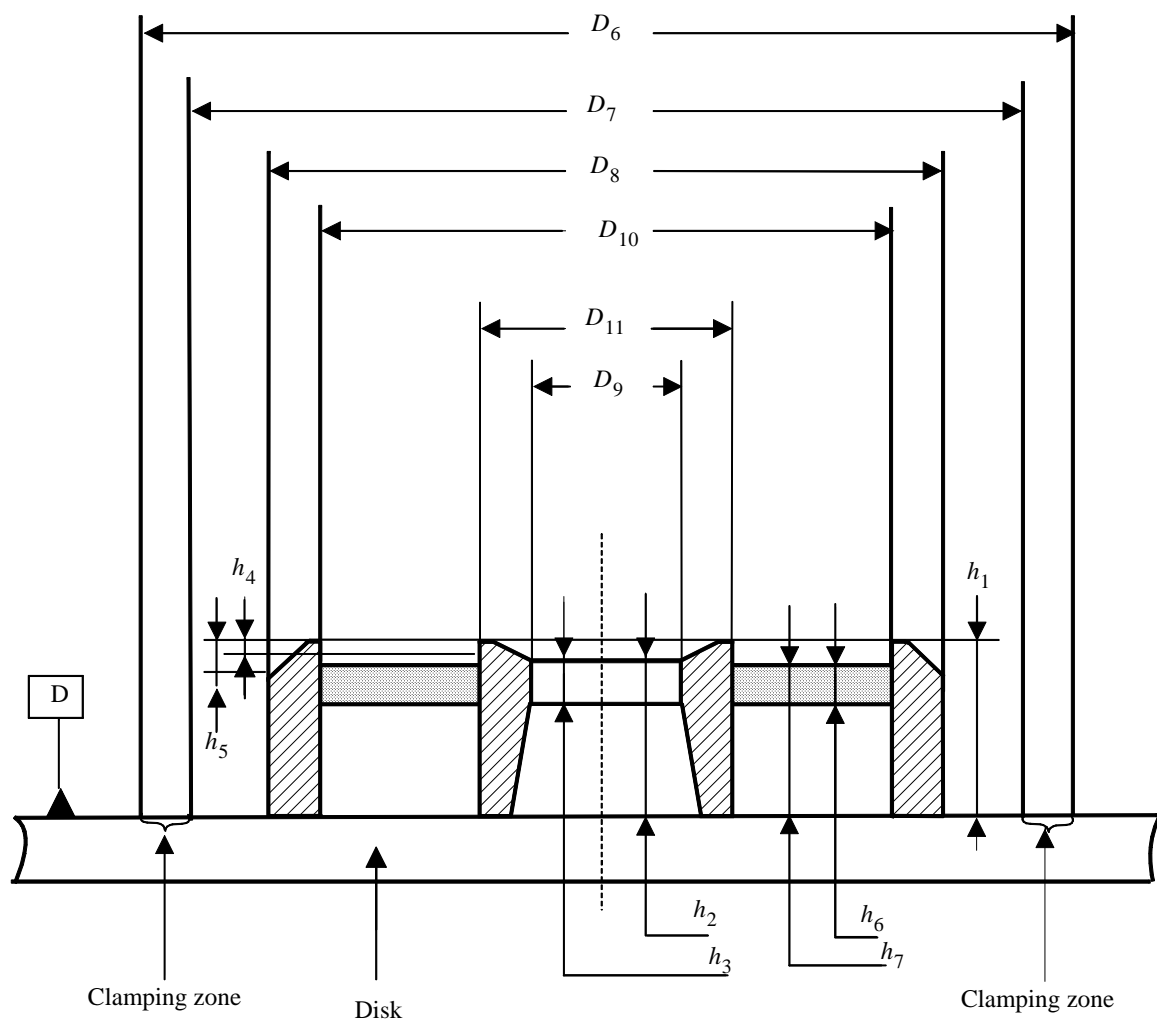 D6
D7
D8
D10
D11
D9
h4
h1
D
h5
h2
h6
h3
h7
Clamping zone
Disk
Clamping zone